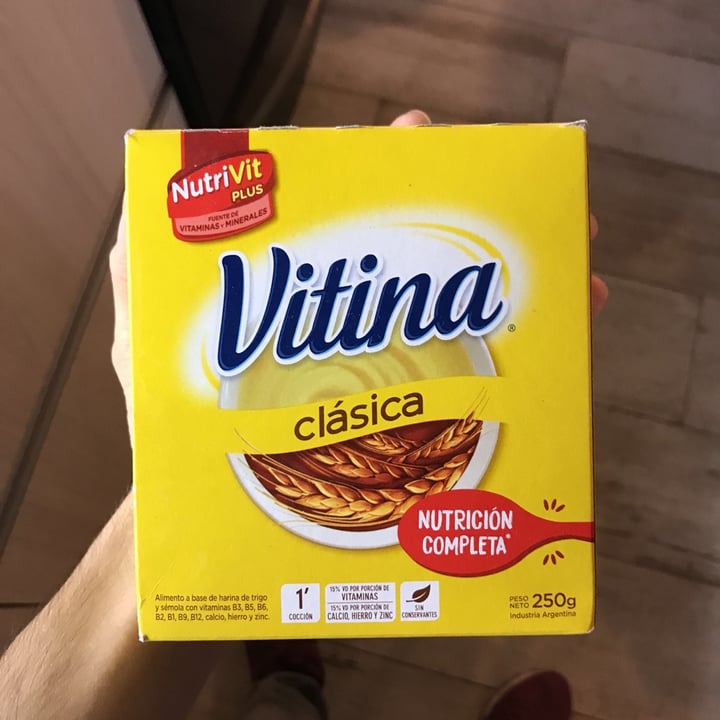 NutriVit
PLUS
FUENTE DE
VITAMINAS Y MINERALES
Vitina®
clásica
NUTRICIÓN
COMPLETA*
Alimento a base de harina de trigo
y sémola con vitaminas B3, B5, B6,
B2, B1, B9 ,B12, calcio, hierro y zinc.
1'
COCCIÓN
15% VD POR PORCIÓN DE
VITAMINAS
15% VD POR PORCIÓN DE
CALCIO, HIERRO Y ZINC
SIN
CONSERVANTES
PESO
NETO 250g
Industria Argentina